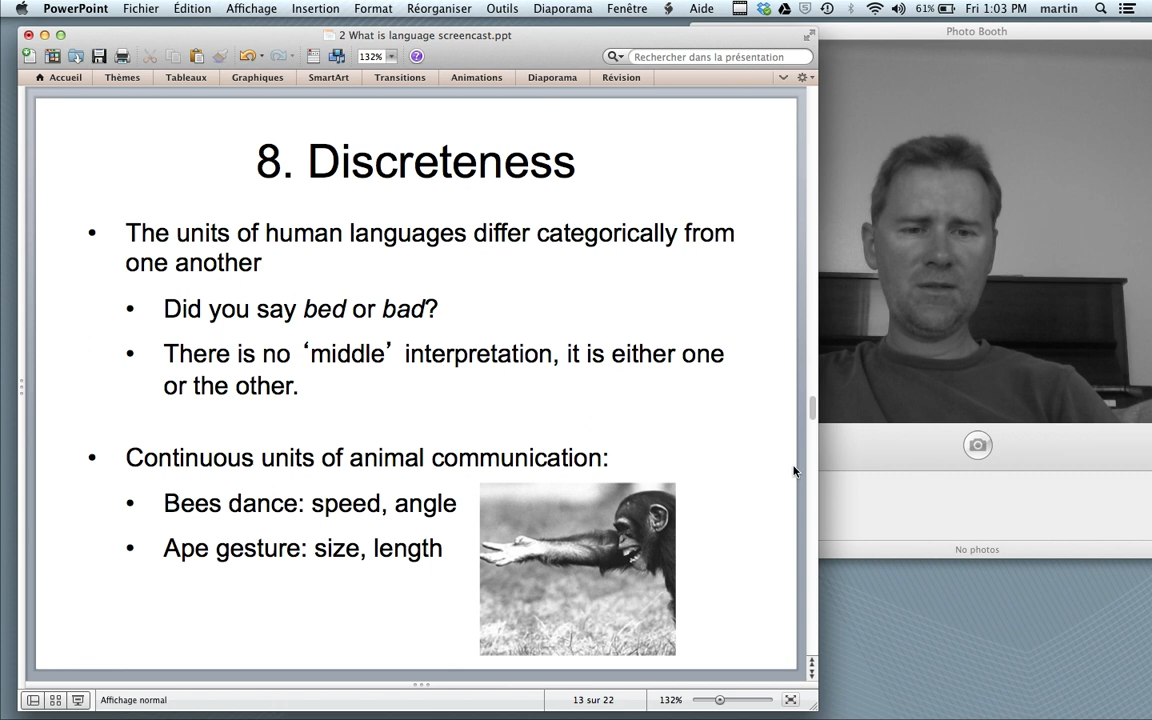 PowerPoint Fichier Édition Affichage Insertion Format Réorganiser Outils Diaporama Fenêtre Aide 61% Fri 1:03 PM martin
Photo Booth
2 What is language screencast.ppt
132% Rechercher dans la présentation
Accueil Thèmes Tableaux Graphiques SmartArt Transitions Animations Diaporama Révision
8. Discreteness
• The units of human languages differ categorically from
one another
• Did you say bed or bad?
• There is no ‘middle’ interpretation, it is either one
or the other.
• Continuous units of animal communication:
• Bees dance: speed, angle
• Ape gesture: size, length
No photos
Affichage normal 13 sur 22 132%